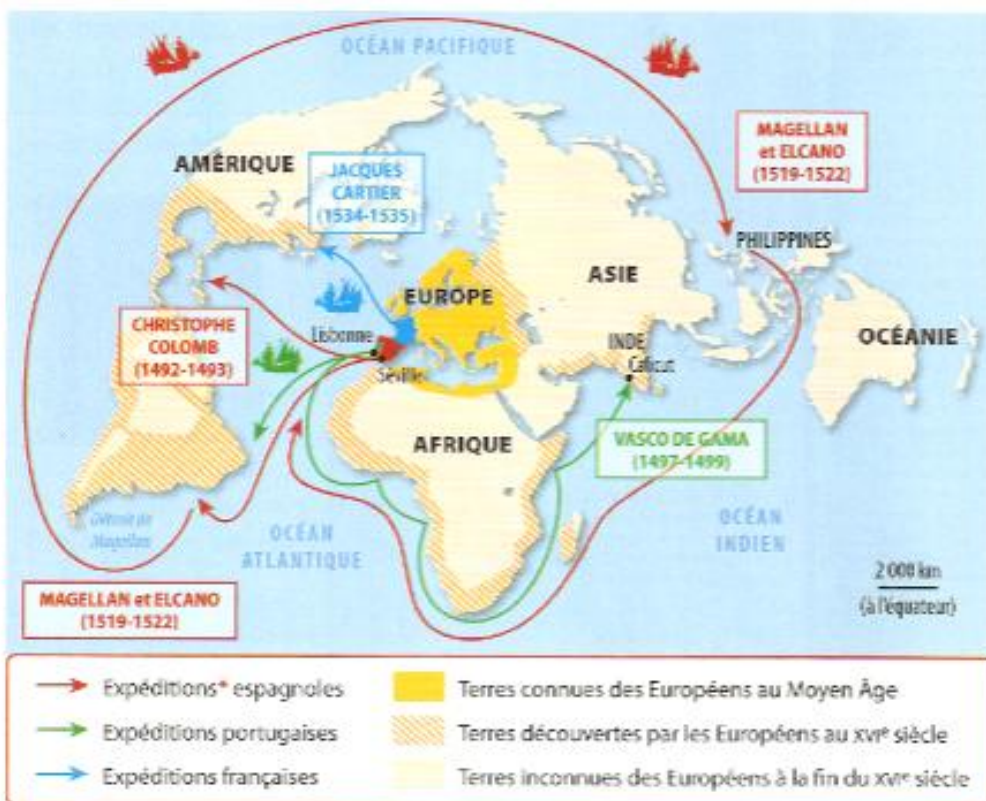 OCÉAN PACIFIQUE
MAGELLAN
et ELCANO
(1519-1522)
AMÉRIQUE
JACQUES
CARTIER
(1534-1535)
PHILIPPINES
ASIE
EUROPE
OCÉANIE
CHRISTOPHE
COLOMB
(1492-1493)
Lisbonne
Séville
INDE
Calicut
AFRIQUE
VASCO DE GAMA
(1497-1499)
Détroit de
Magellan
OCÉAN
ATLANTIQUE
OCÉAN
INDIEN
MAGELLAN et ELCANO
(1519-1522)
2 000 km
(à l'équateur)
Expéditions* espagnoles
Terres connues des Européens au Moyen Âge
Expéditions portugaises
Terres découvertes par les Européens au XVIe siècle
Expéditions françaises
Terres inconnues des Européens à la fin du XVIe siècle